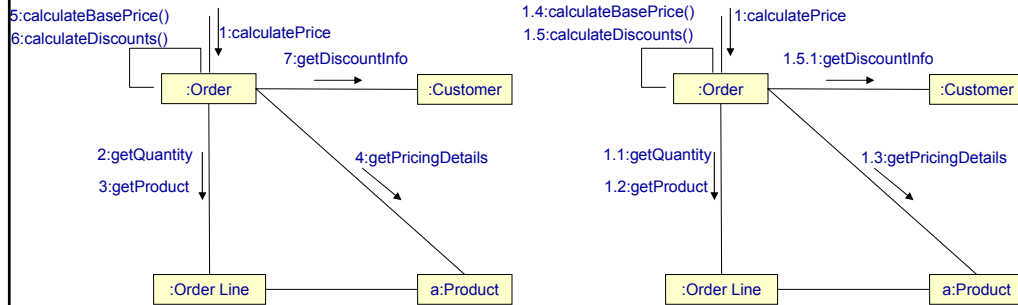 5:calculateBasePrice()
6:calculateDiscounts()
1:calculatePrice
7:getDiscountInfo
:Order
:Customer
2:getQuantity
3:getProduct
4:getPricingDetails
:Order Line
a:Product
1.4:calculateBasePrice()
1.5:calculateDiscounts()
1:calculatePrice
1.5.1:getDiscountInfo
:Order
:Customer
1.1:getQuantity
1.2:getProduct
1.3:getPricingDetails
:Order Line
a:Product